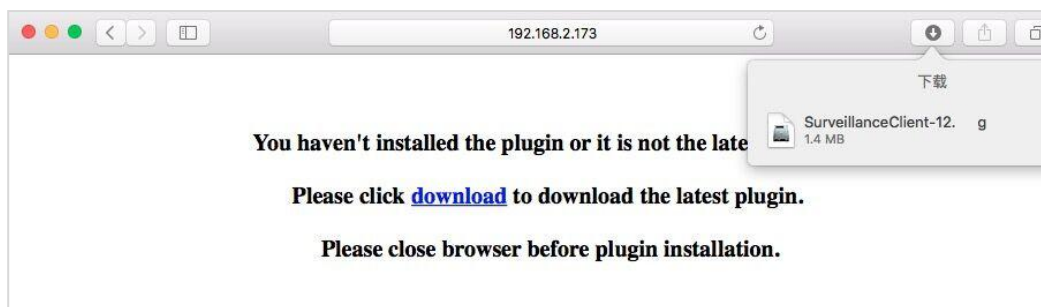 192.168.2.173
下载
SurveillanceClient-12. g
1.4 MB
You haven't installed the plugin or it is not the late
Please click download to download the latest plugin.
Please close browser before plugin installation.